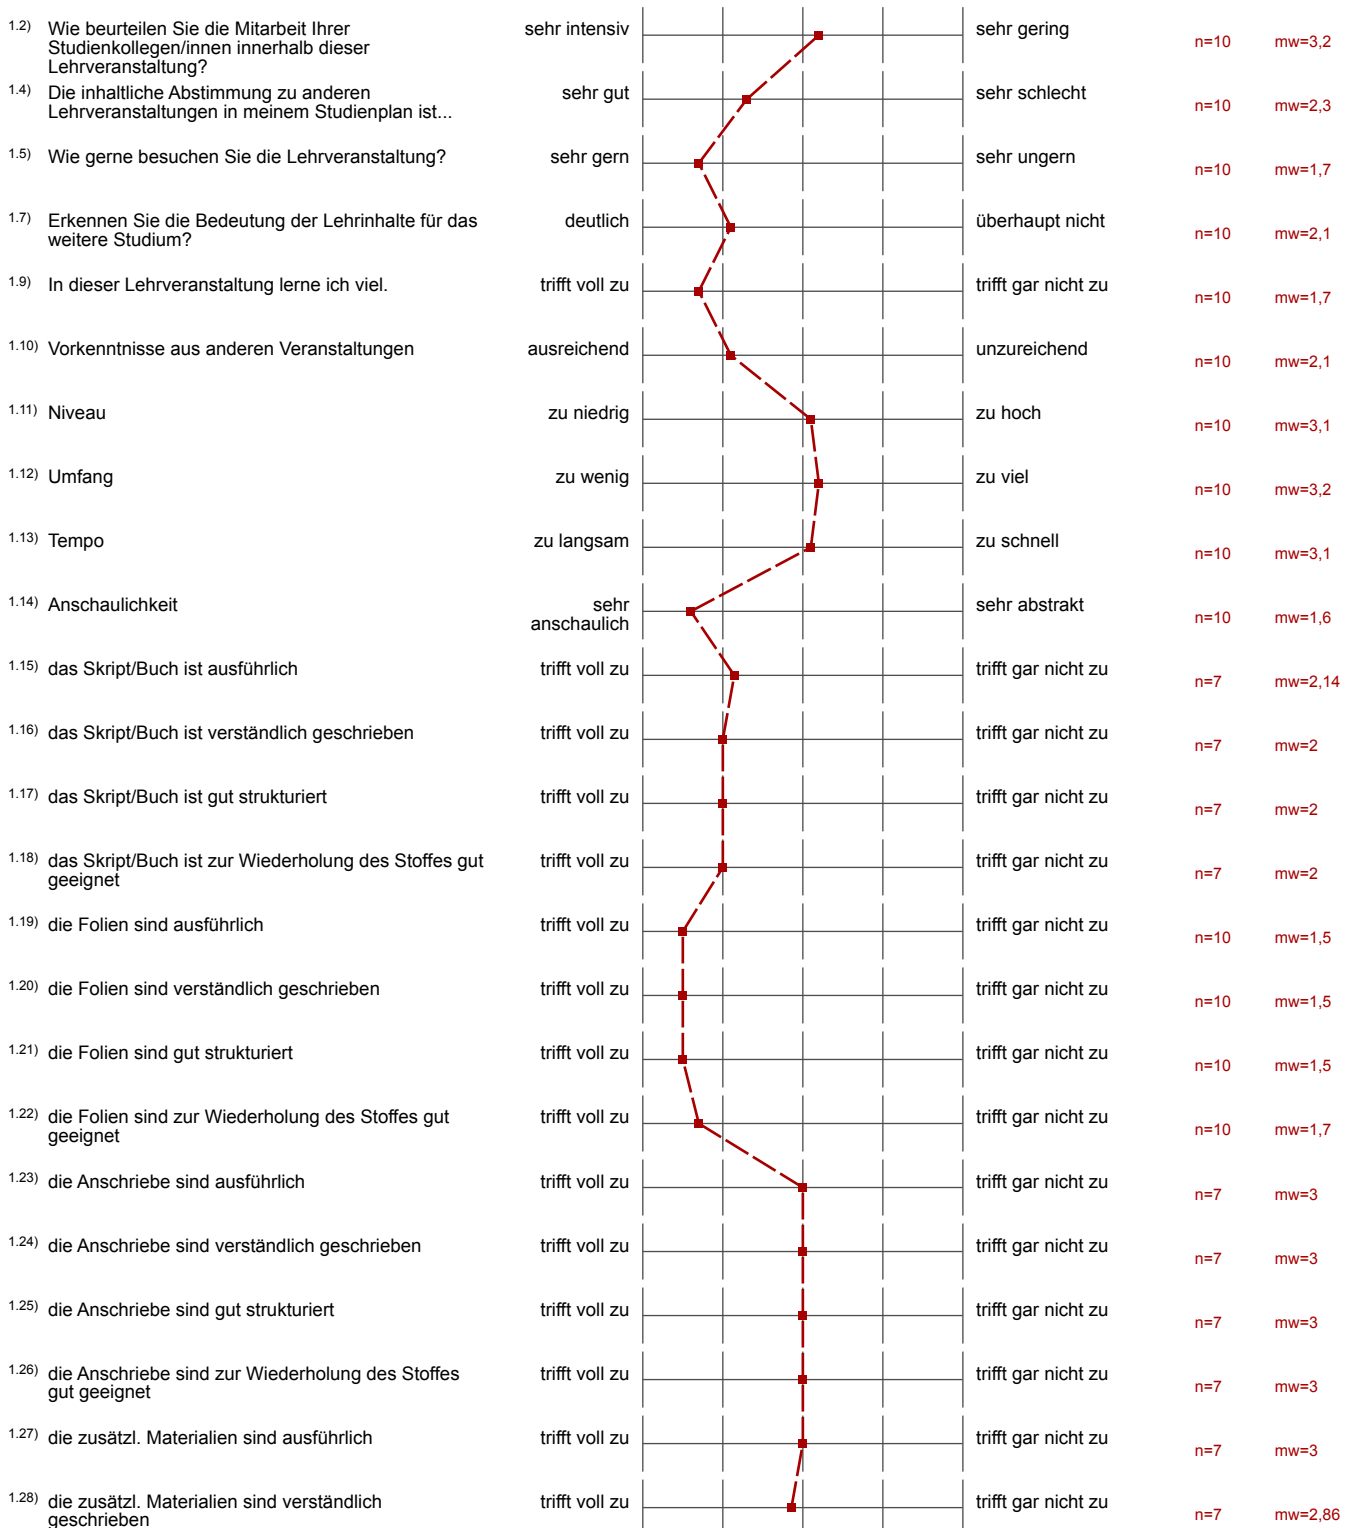 1.2) Wie beurteilen Sie die Mitarbeit Ihrer sehr intensiv sehr gering n=10 mw=3,2
Studienkollegen/innen innerhalb dieser
Lehrveranstaltung?
1.4) Die inhaltliche Abstimmung zu anderen sehr gut sehr schlecht n=10 mw=2,3
Lehrveranstaltungen in meinem Studienplan ist...
1.5) Wie gerne besuchen Sie die Lehrveranstaltung? sehr gern sehr ungern n=10 mw=1,7
1.7) Erkennen Sie die Bedeutung der Lehrinhalte für das deutlich überhaupt nicht n=10 mw=2,1
weitere Studium?
1.9) In dieser Lehrveranstaltung lerne ich viel. trifft voll zu trifft gar nicht zu n=10 mw=1,7
1.10) Vorkenntnisse aus anderen Veranstaltungen ausreichend unzureichend n=10 mw=2,1
1.11) Niveau zu niedrig zu hoch n=10 mw=3,1
1.12) Umfang zu wenig zu viel n=10 mw=3,2
1.13) Tempo zu langsam zu schnell n=10 mw=3,1
1.14) Anschaulichkeit sehr sehr abstrakt n=10 mw=1,6
anschaulich
1.15) das Skript/Buch ist ausführlich trifft voll zu trifft gar nicht zu n=7 mw=2,14
1.16) das Skript/Buch ist verständlich geschrieben trifft voll zu trifft gar nicht zu n=7 mw=2
1.17) das Skript/Buch ist gut strukturiert trifft voll zu trifft gar nicht zu n=7 mw=2
1.18) das Skript/Buch ist zur Wiederholung des Stoffes gut trifft voll zu trifft gar nicht zu n=7 mw=2
geeignet
1.19) die Folien sind ausführlich trifft voll zu trifft gar nicht zu n=10 mw=1,5
1.20) die Folien sind verständlich geschrieben trifft voll zu trifft gar nicht zu n=10 mw=1,5
1.21) die Folien sind gut strukturiert trifft voll zu trifft gar nicht zu n=10 mw=1,5
1.22) die Folien sind zur Wiederholung des Stoffes gut trifft voll zu trifft gar nicht zu n=10 mw=1,7
geeignet
1.23) die Anschriebe sind ausführlich trifft voll zu trifft gar nicht zu n=7 mw=3
1.24) die Anschriebe sind verständlich geschrieben trifft voll zu trifft gar nicht zu n=7 mw=3
1.25) die Anschriebe sind gut strukturiert trifft voll zu trifft gar nicht zu n=7 mw=3
1.26) die Anschriebe sind zur Wiederholung des Stoffes trifft voll zu trifft gar nicht zu n=7 mw=3
gut geeignet
1.27) die zusätzl. Materialien sind ausführlich trifft voll zu trifft gar nicht zu n=7 mw=3
1.28) die zusätzl. Materialien sind verständlich trifft voll zu trifft gar nicht zu n=7 mw=2,86
geschrieben